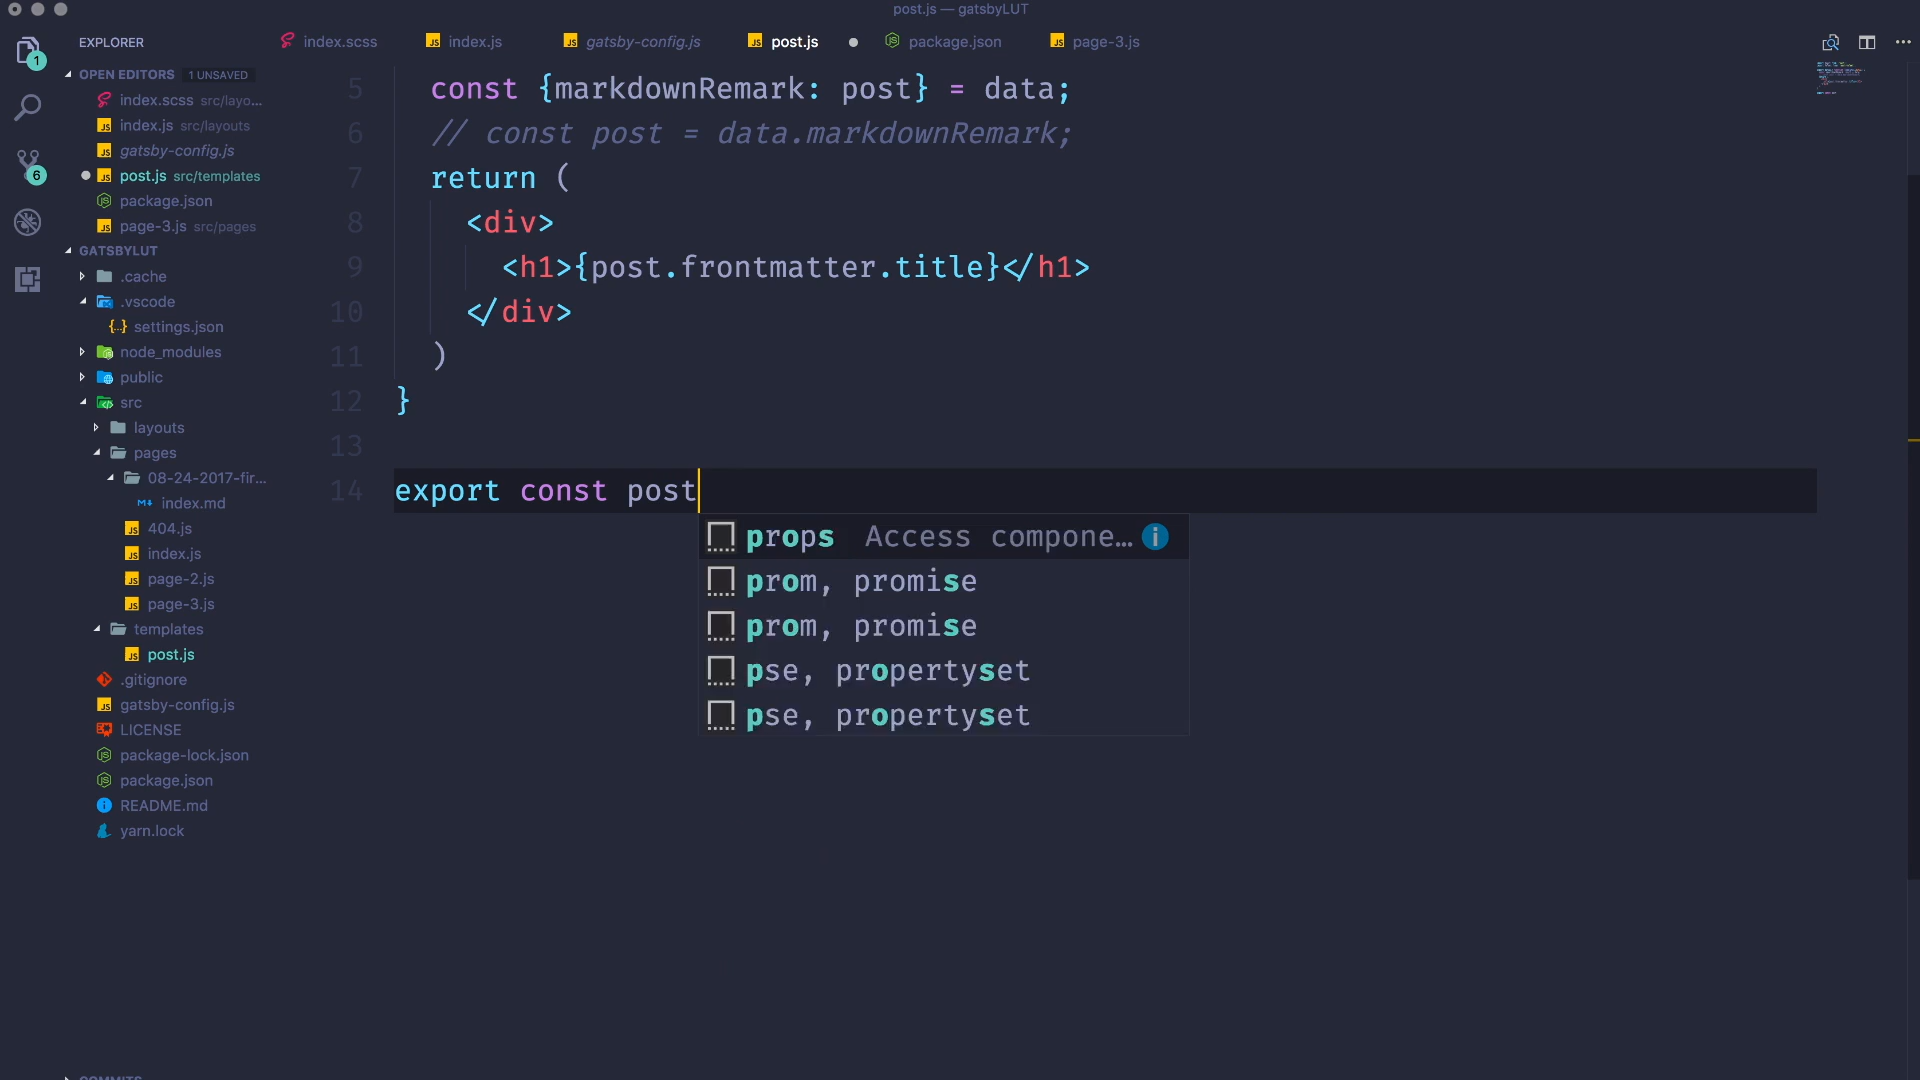 post.js — gatsbyLUT
EXPLORER
index.scss
index.js
gatsby-config.js
post.js
package.json
page-3.js
1
OPEN EDITORS 1 UNSAVED
index.scss src/layo...
index.js src/layouts
gatsby-config.js
post.js src/templates
package.json
page-3.js src/pages
6
GATSBYLUT
.cache
.vscode
settings.json
node_modules
public
src
layouts
pages
08-24-2017-fir...
index.md
404.js
index.js
page-2.js
page-3.js
templates
post.js
.gitignore
gatsby-config.js
LICENSE
package-lock.json
package.json
README.md
yarn.lock
COMMITS
5 const {markdownRemark: post} = data;
6 // const post = data.markdownRemark;
7 return (
8 <div>
9 <h1>{post.frontmatter.title}</h1>
10 </div>
11 )
12 }
13
14 export const post
props Access compone...
prom, promise
prom, promise
pse, propertyset
pse, propertyset